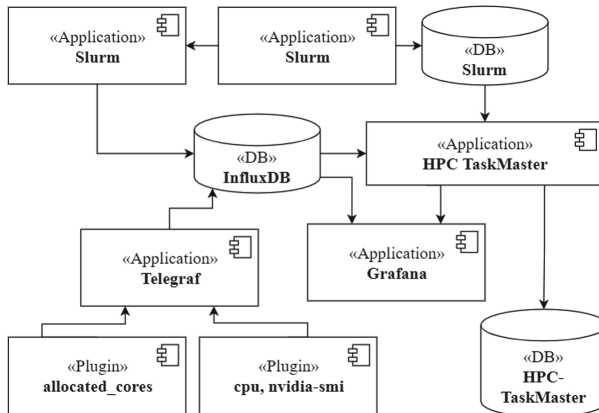 «Application»
Slurm
«Application»
Slurm
«DB»
Slurm
«DB»
InfluxDB
«Application»
HPC TaskMaster
«Application»
Telegraf
«Application»
Grafana
«Plugin»
allocated_cores
«Plugin»
cpu, nvidia-smi
«DB»
HPC-
TaskMaster